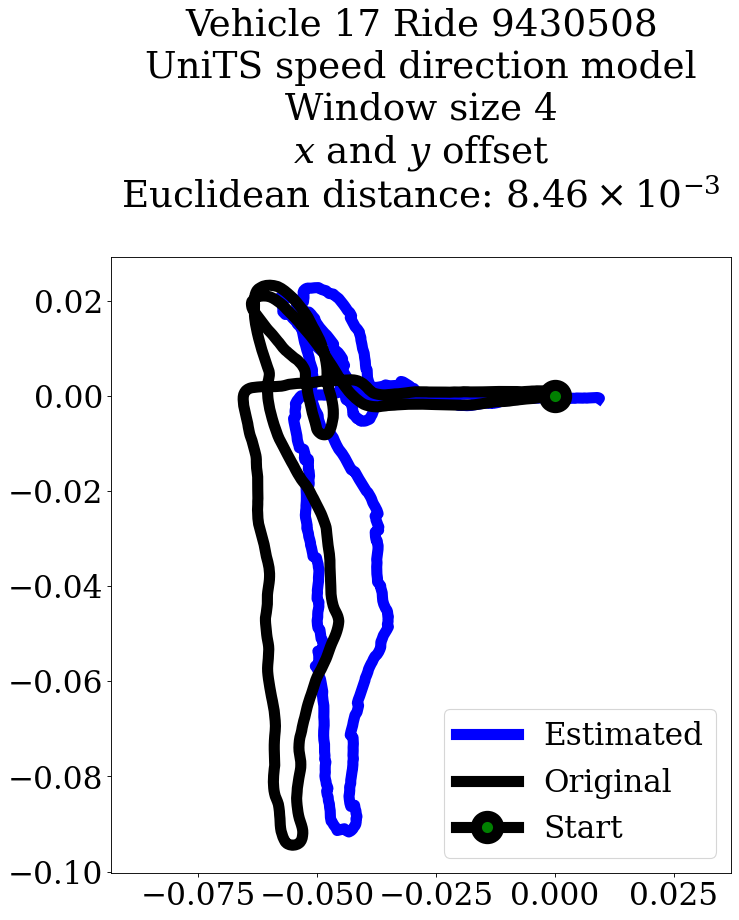 Vehicle 17 Ride 9430508
UniTS speed direction model
Window size 4
x and y offset
Euclidean distance: 8.46 × 10⁻³
0.02
0.00
−0.02
−0.04
−0.06
−0.08
−0.10
Estimated
Original
Start
−0.075 −0.050 −0.025 0.000 0.025